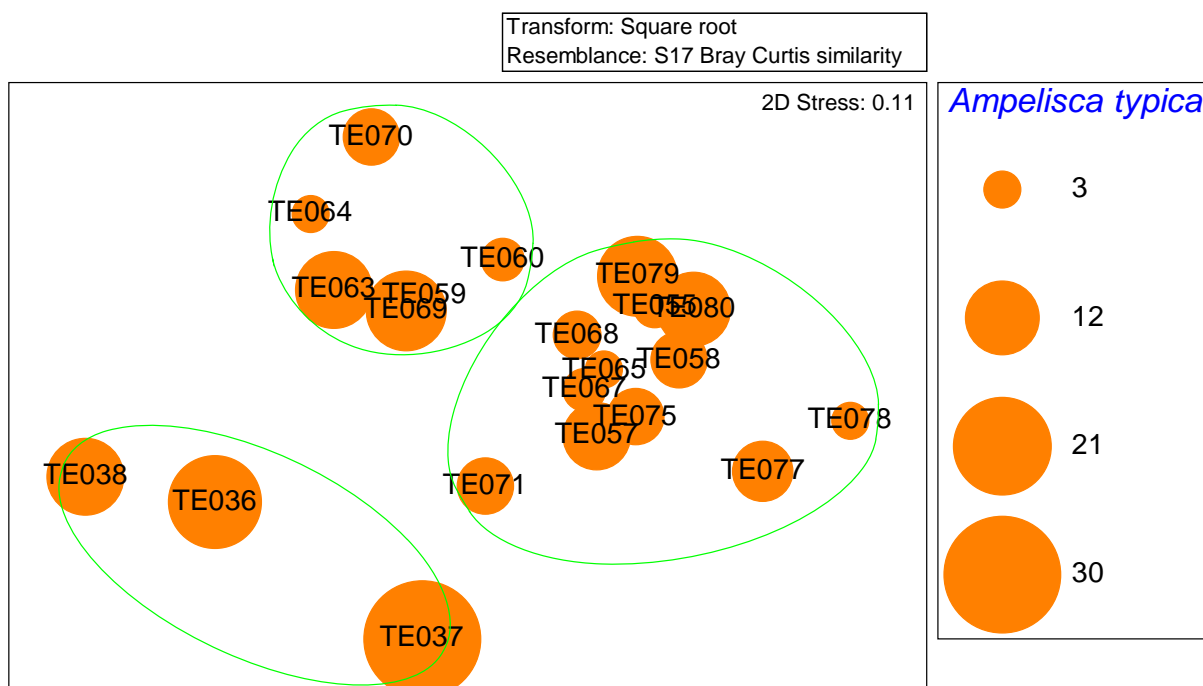 Transform: Square root
Resemblance: S17 Bray Curtis similarity
2D Stress: 0.11
Ampelisca typica
TE070
TE064
TE060
TE063
TE059
TE069
TE079
TE055
TE080
TE068
TE058
TE065
TE067
TE075
TE078
TE057
TE077
TE071
TE038
TE036
TE037
3
12
21
30